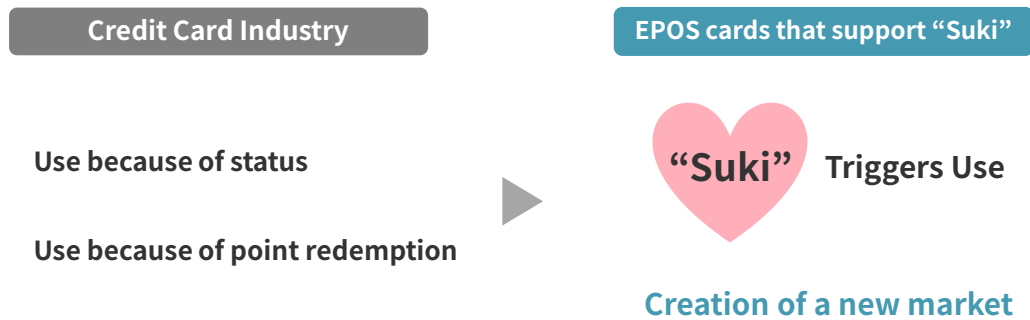 Credit Card Industry
Use because of status
Use because of point redemption
EPOS cards that support “Suki”
“Suki” Triggers Use
Creation of a new market